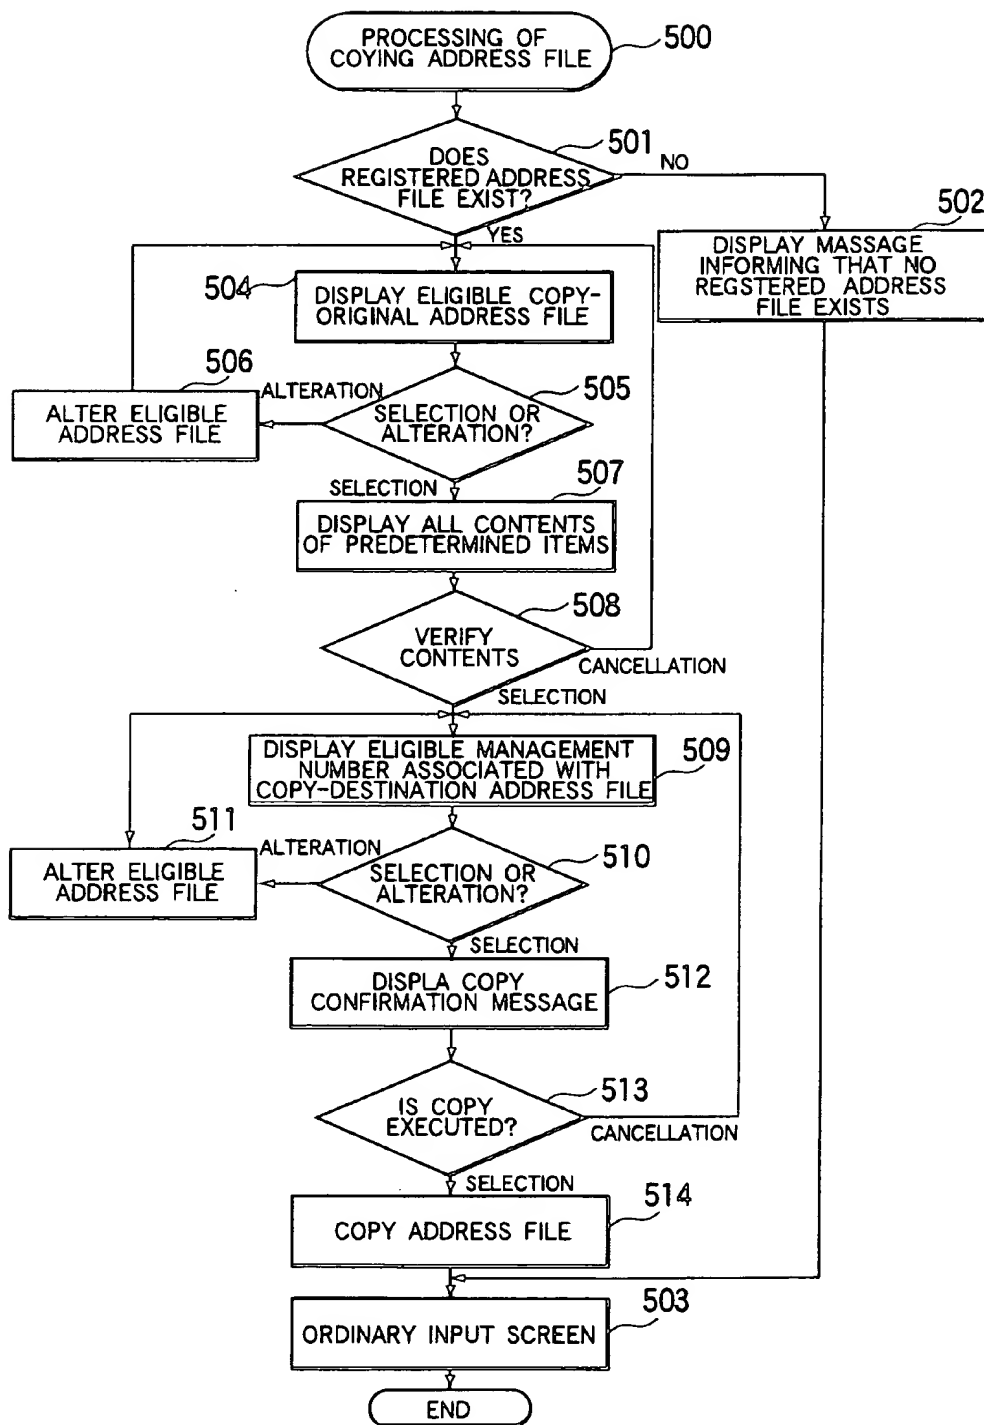 PROCESSING OF
COYING ADDRESS FILE
500
501
DOES
REGISTERED ADDRESS
FILE EXIST?
NO
YES
502
DISPLAY MASSAGE
INFORMING THAT NO
REGSTERED ADDRESS
FILE EXISTS
504
DISPLAY ELIGIBLE COPY-
ORIGINAL ADDRESS FILE
506
ALTERATION
505
ALTER ELIGIBLE
ADDRESS FILE
SELECTION OR
ALTERATION?
SELECTION
507
DISPLAY ALL CONTENTS
OF PREDETERMINED ITEMS
508
VERIFY
CONTENTS
CANCELLATION
SELECTION
DISPLAY ELIGIBLE MANAGEMENT
NUMBER ASSOCIATED WITH
COPY-DESTINATION ADDRESS FILE
509
511
ALTERATION
510
ALTER ELIGIBLE
ADDRESS FILE
SELECTION OR
ALTERATION?
SELECTION
DISPLA COPY
CONFIRMATION MESSAGE
512
513
IS COPY
EXECUTED?
CANCELLATION
SELECTION
514
COPY ADDRESS FILE
503
ORDINARY INPUT SCREEN
END